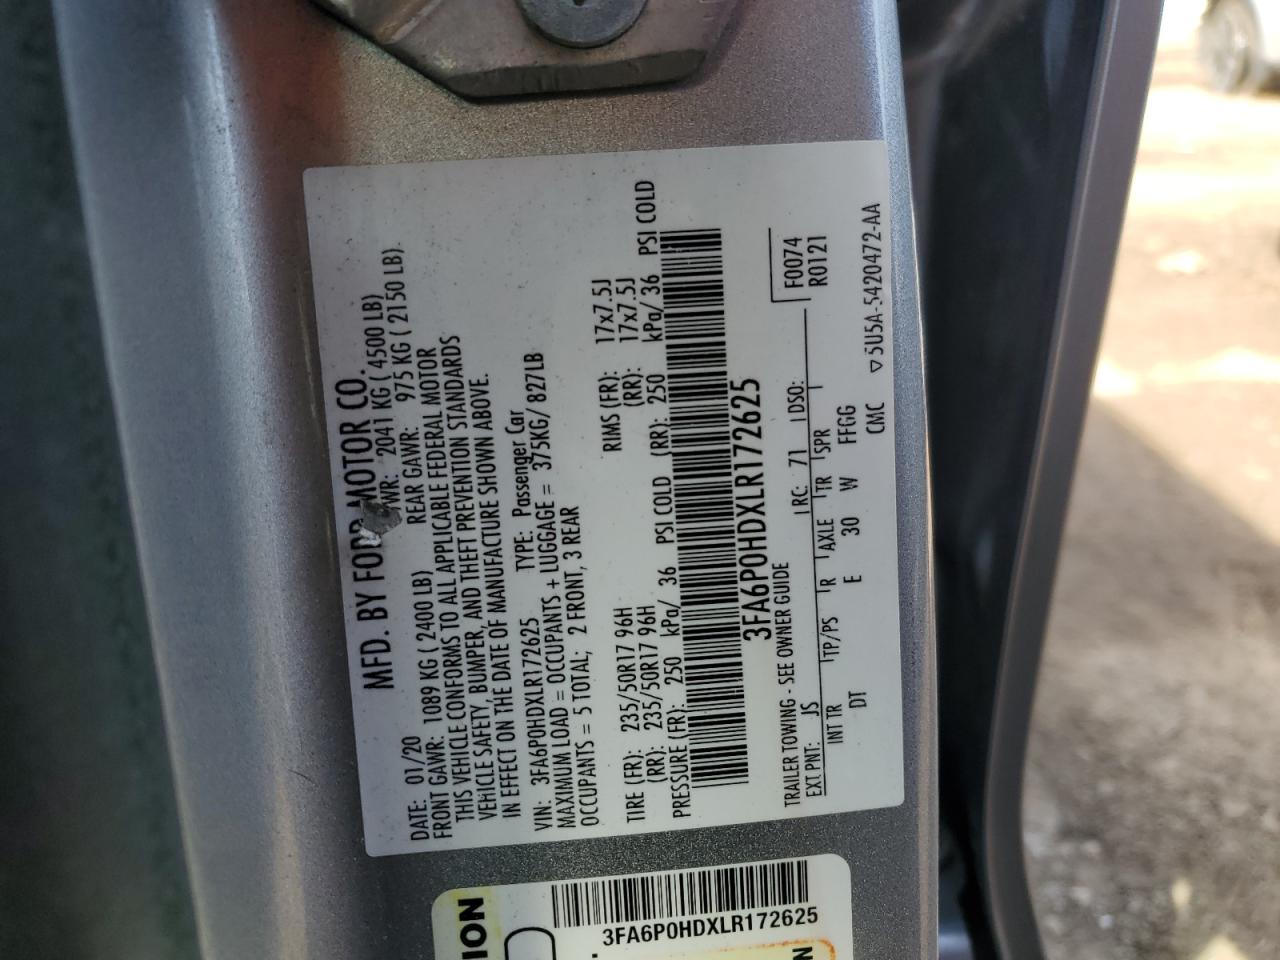 MFD. BY FORD MOTOR CO.
DATE: 01/20 GVWR: 2041 KG ( 4500 LB)
FRONT GAWR: 1089 KG ( 2400 LB) REAR GAWR: 975 KG ( 2150 LB).
THIS VEHICLE CONFORMS TO ALL APPLICABLE FEDERAL MOTOR
VEHICLE SAFETY, BUMPER, AND THEFT PREVENTION STANDARDS
IN EFFECT ON THE DATE OF MANUFACTURE SHOWN ABOVE.
VIN: 3FA6P0HDXLR172625 TYPE: Passenger Car
MAXIMUM LOAD = OCCUPANTS + LUGGAGE = 375KG/ 827LB
OCCUPANTS = 5 TOTAL; 2 FRONT, 3 REAR
TIRE (FR): 235/50R17 96H RIMS (FR): 17x7.5J
(RR): 235/50R17 96H (RR): 17x7.5J
PRESSURE (FR): 250 kPa/ 36 PSI COLD (RR): 250 kPa/ 36 PSI COLD
3FA6P0HDXLR172625
F0074
R0121
TRAILER TOWING - SEE OWNER GUIDE
EXT PNT: JS RC: 71 DSO:
INT TR TP/PS R AXLE TR SPR
DT E 30 W FFGG
CMC ▽5U5A-5420472-AA
ION
3FA6P0HDXLR172625